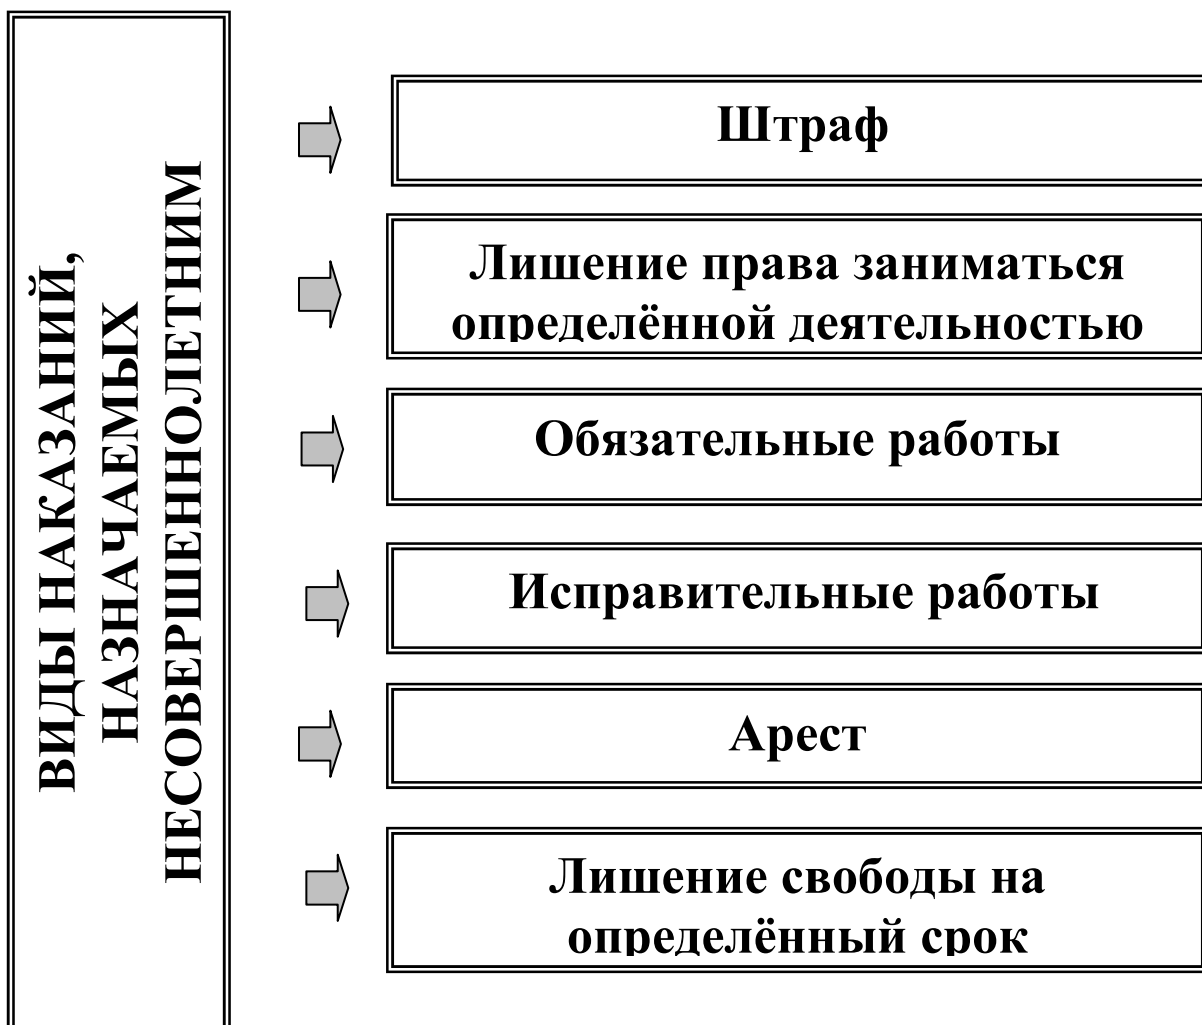 ВИДЫ НАКАЗАНИЙ,
НАЗНАЧАЕМЫХ
НЕСОВЕРШЕННОЛЕТНИМ
Штраф
Лишение права заниматься
определённой деятельностью
Обязательные работы
Исправительные работы
Арест
Лишение свободы на
определённый срок